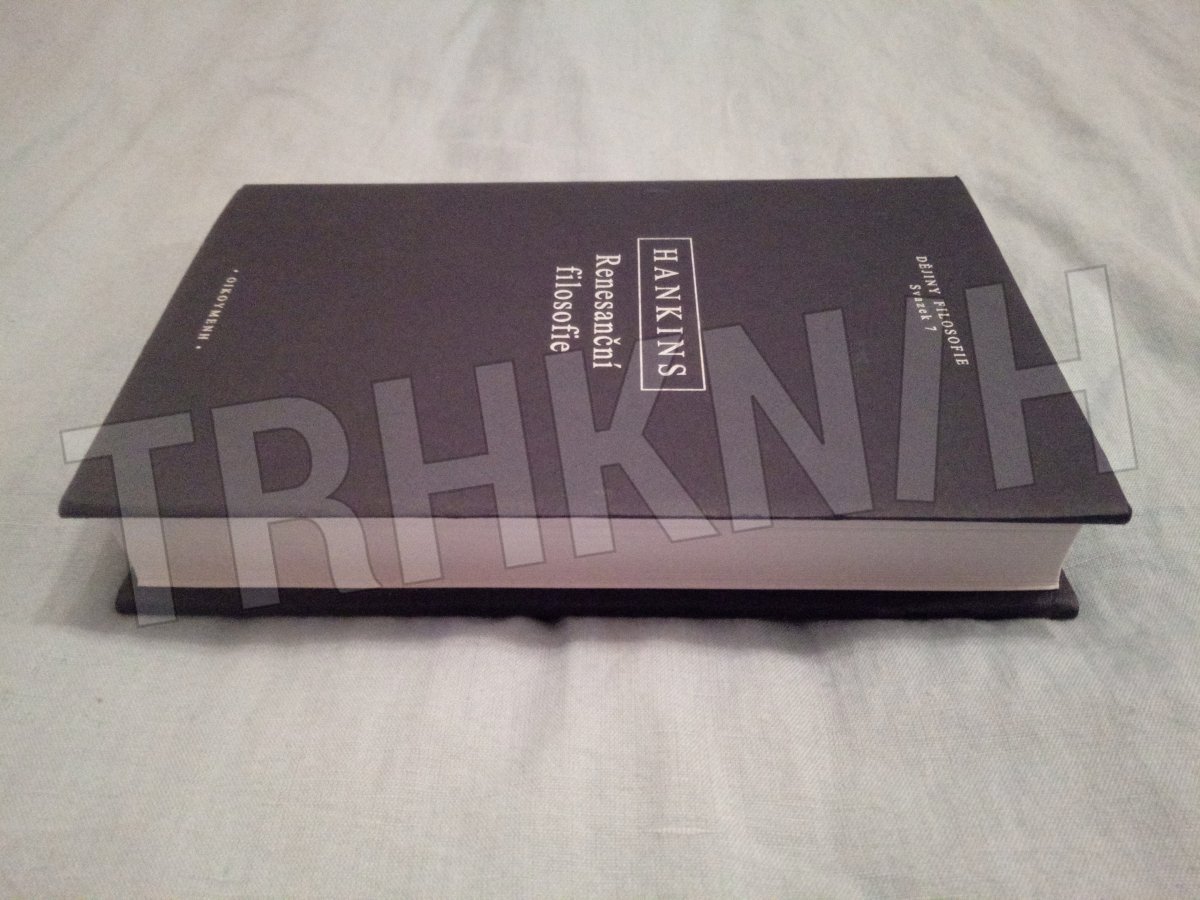 DĚJINY FILOSOFIE
Svazek 7
HANKINS
Renesanční
filosofie
• OIKOYMENH •
TRHKNIH